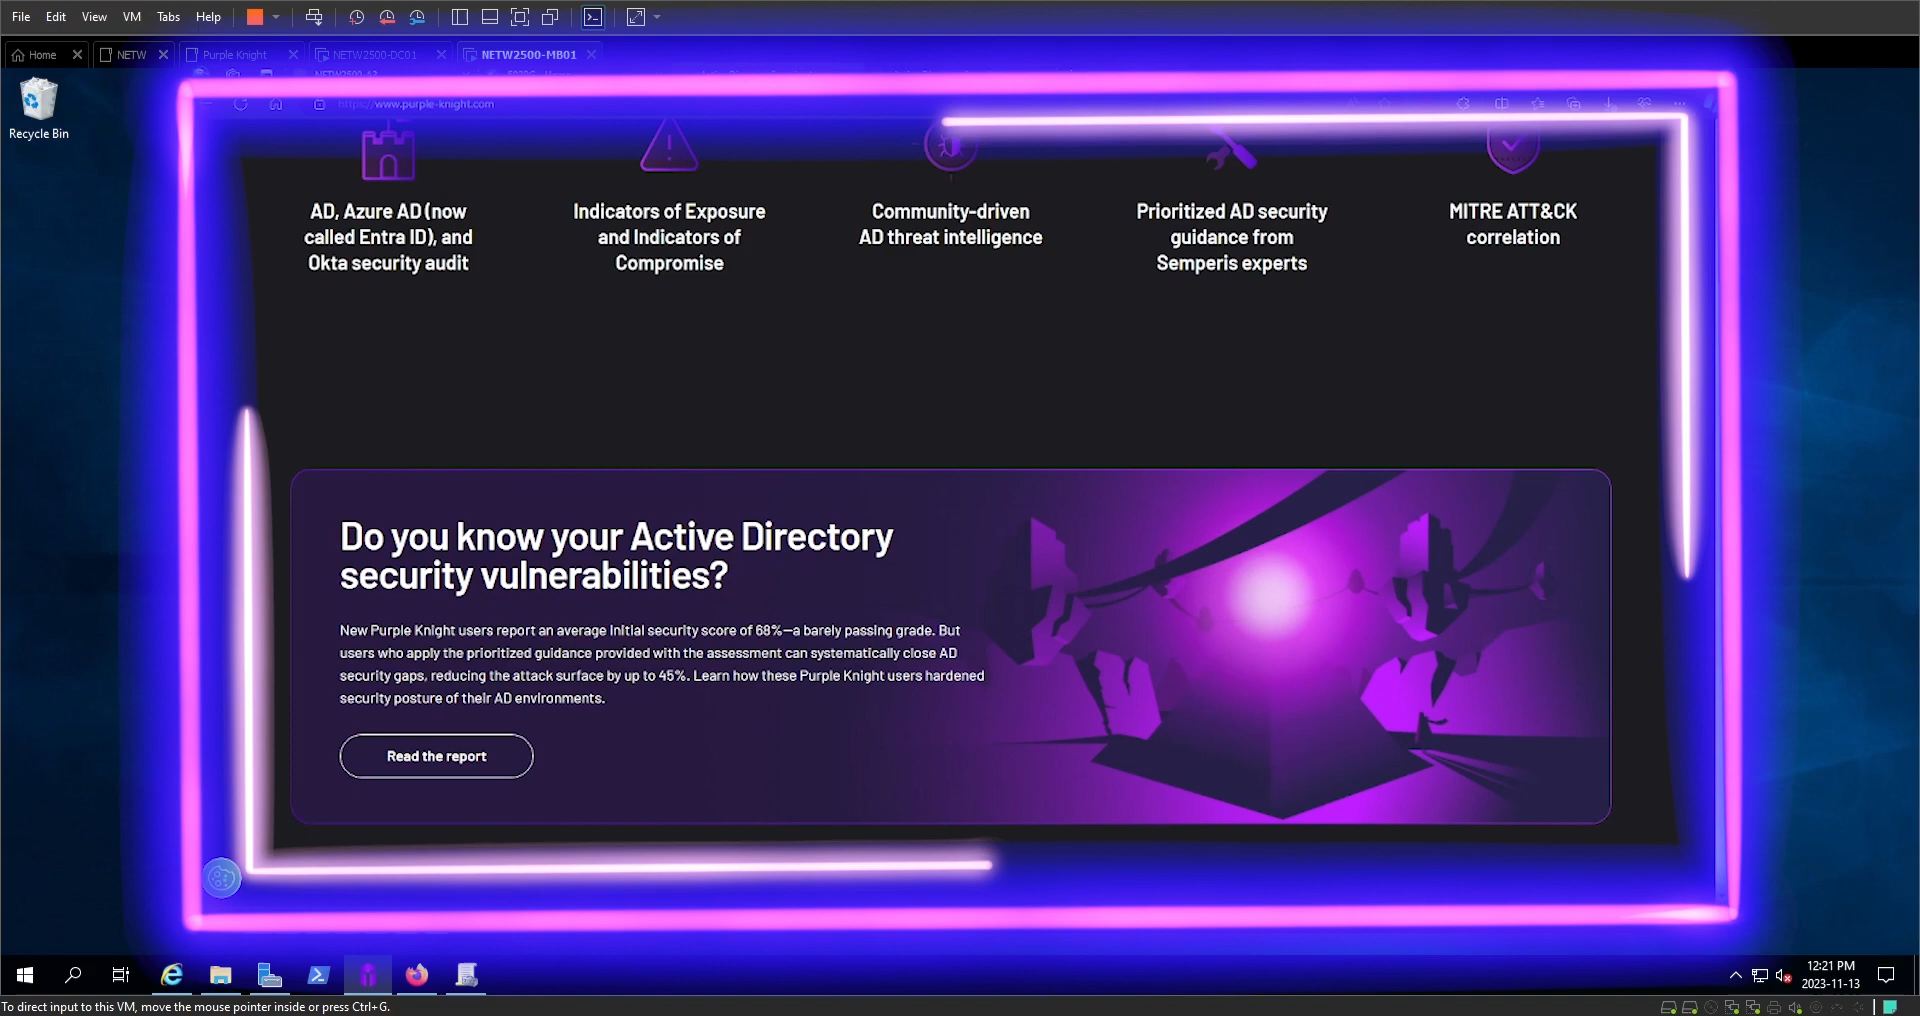 File Edit View VM Tabs Help
Home NETW Purple Knight NETW2500-DC01 NETW2500-MB01
Recycle Bin
https://www.purple-knight.com
AD, Azure AD (now
called Entra ID), and
Okta security audit
Indicators of Exposure
and Indicators of
Compromise
Community-driven
AD threat intelligence
Prioritized AD security
guidance from
Semperis experts
MITRE ATT&CK
correlation
Do you know your Active Directory
security vulnerabilities?
New Purple Knight users report an average initial security score of 68%—a barely passing grade. But
users who apply the prioritized guidance provided with the assessment can systematically close AD
security gaps, reducing the attack surface by up to 45%. Learn how these Purple Knight users hardened
security posture of their AD environments.
Read the report
12:21 PM
2023-11-13
To direct input to this VM, move the mouse pointer inside or press Ctrl+G.